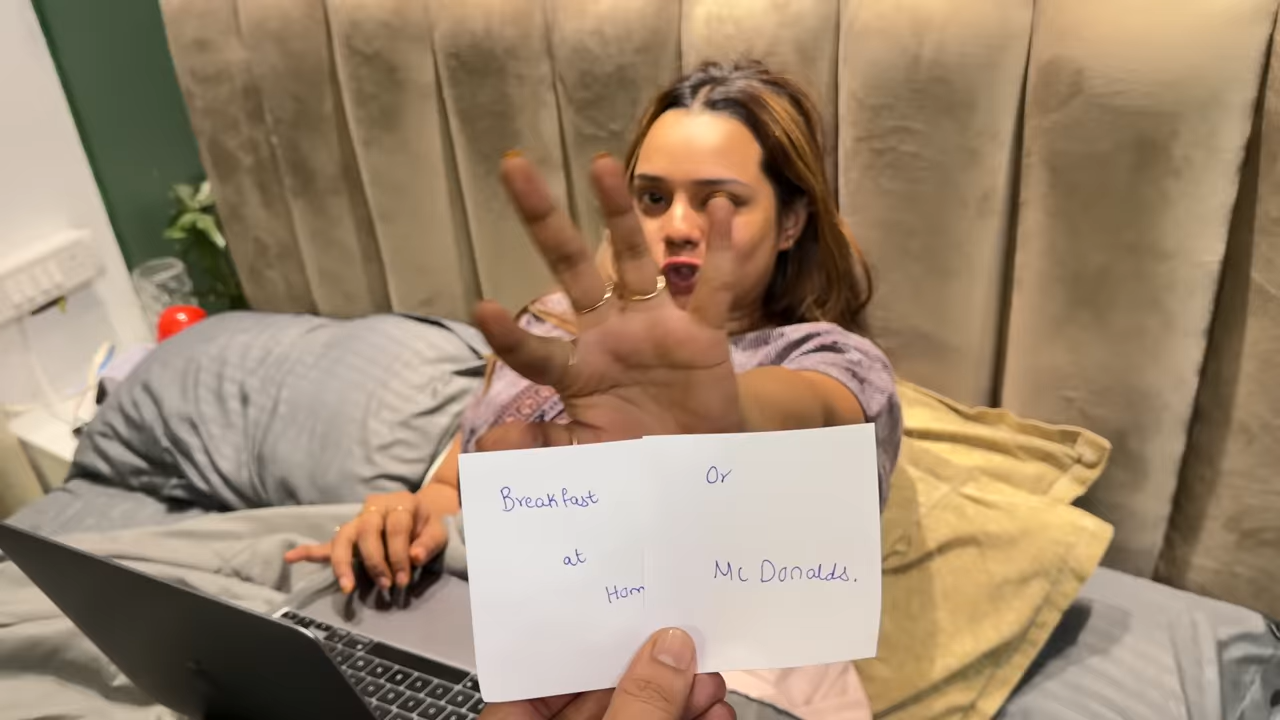 Breakfast
at
Hom
Or
Mc Donalds.